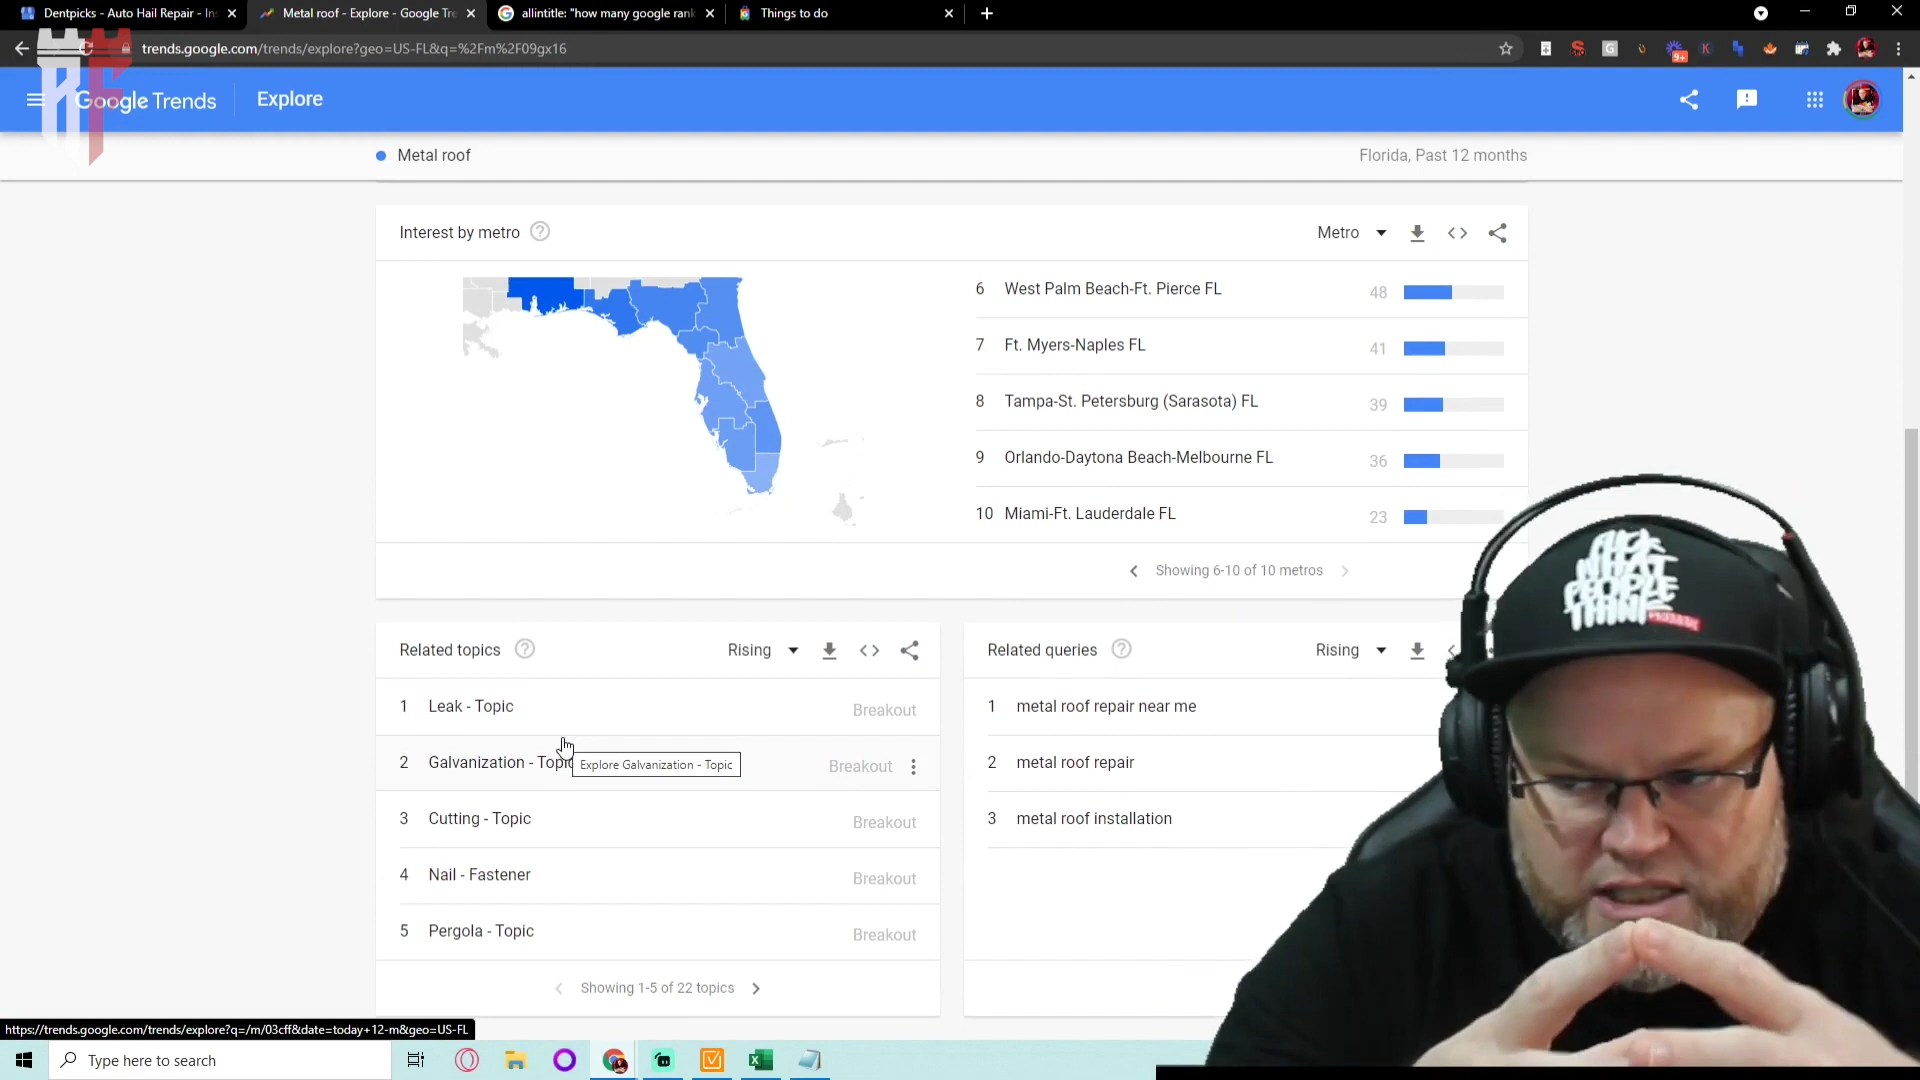 Dentpicks - Auto Hail Repair - In
Metal roof - Explore - Google Tre
allintitle: "how many google rank
Things to do
trends.google.com/trends/explore?geo=US-FL&q=%2Fm%2F09gx16
9+
Google Trends
Explore
Metal roof
Florida, Past 12 months
Interest by metro
Metro
6 West Palm Beach-Ft. Pierce FL 48
7 Ft. Myers-Naples FL 41
8 Tampa-St. Petersburg (Sarasota) FL 39
9 Orlando-Daytona Beach-Melbourne FL 36
10 Miami-Ft. Lauderdale FL 23
Showing 6-10 of 10 metros
Related topics
Rising
1 Leak - Topic Breakout
2 Galvanization - Topic Breakout
Explore Galvanization - Topic
3 Cutting - Topic Breakout
4 Nail - Fastener Breakout
5 Pergola - Topic Breakout
Showing 1-5 of 22 topics
Related queries
Rising
1 metal roof repair near me
2 metal roof repair
3 metal roof installation
WHAT
PEOPLE
THINK
https://trends.google.com/trends/explore?q=/m/03cff&date=today+12-m&geo=US-FL
Type here to search